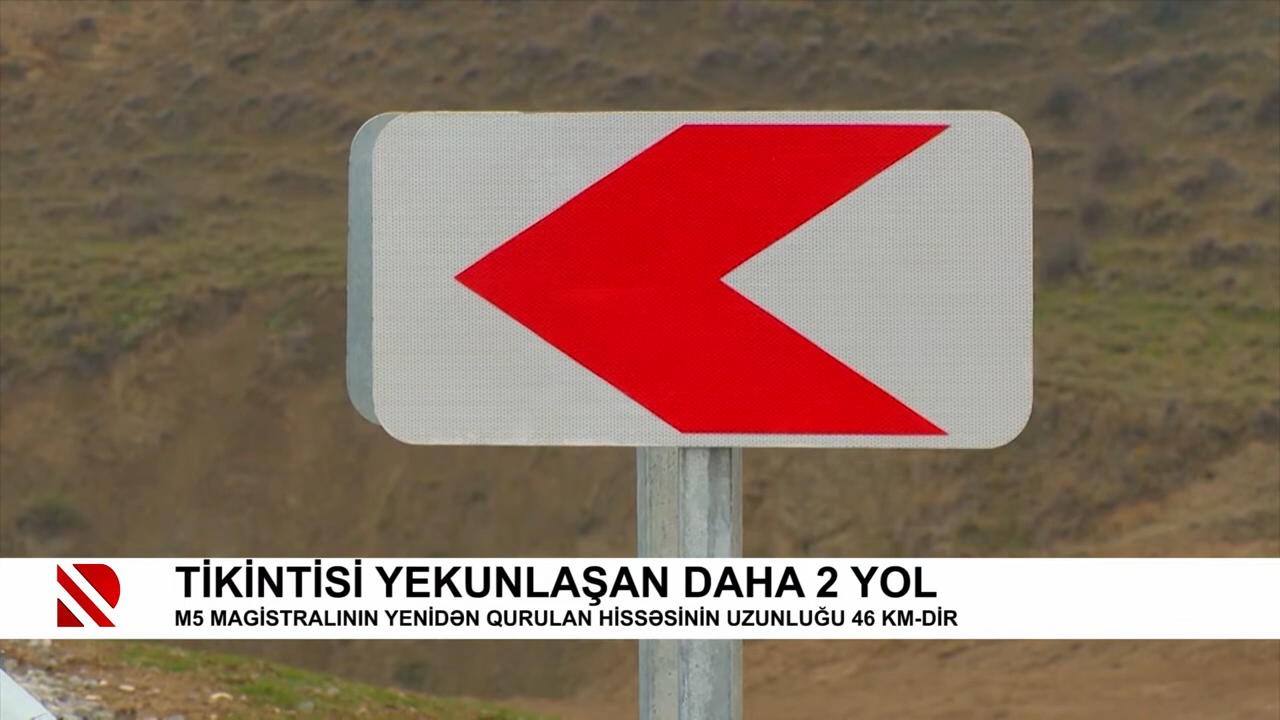 TİKİNTİSİ YEKUNLAŞAN DAHA 2 YOL
M5 MAGİSTRALININ YENİDƏN QURULAN HİSSƏSİNİN UZUNLUĞU 46 KM-DİR